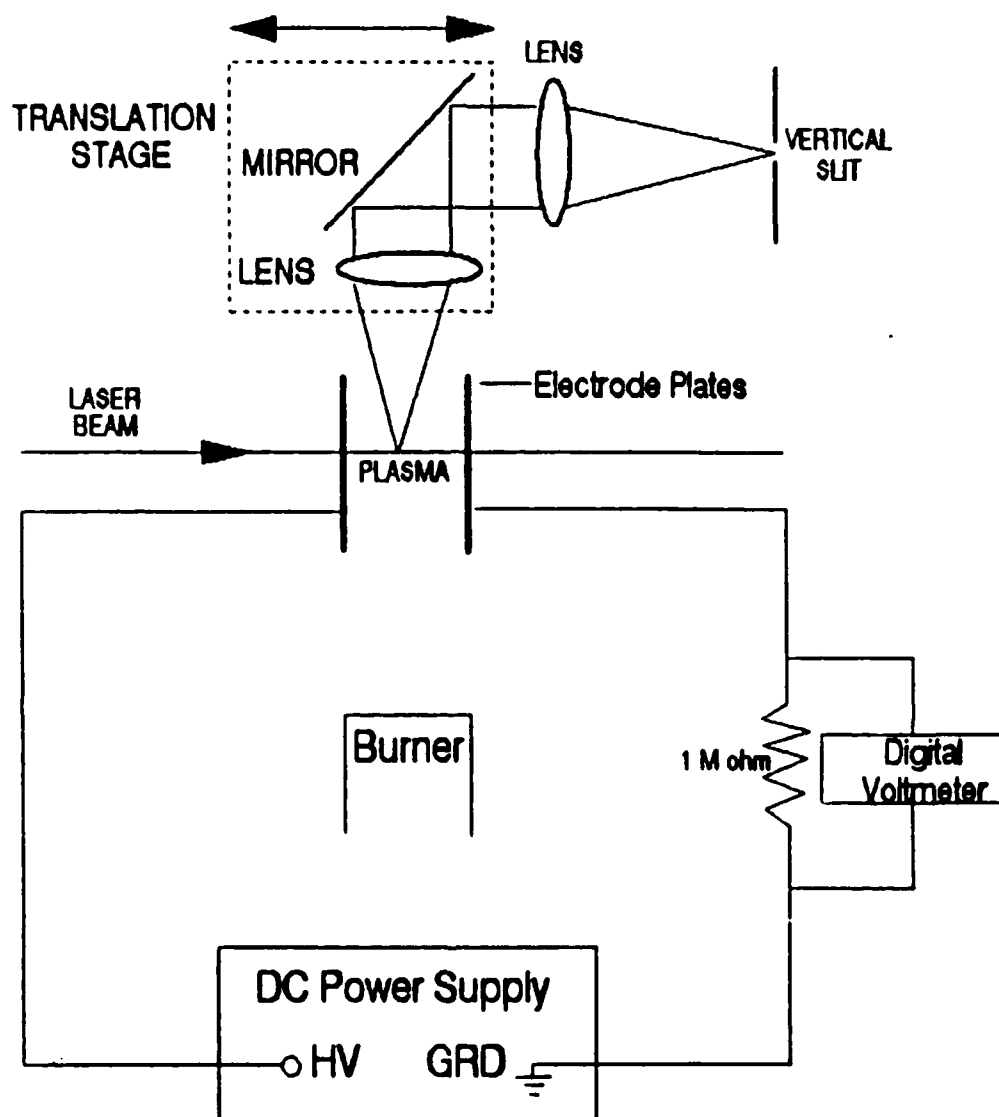 LENS
TRANSLATION
STAGE
MIRROR
VERTICAL
SLIT
LENS
Electrode Plates
LASER
BEAM
PLASMA
Burner
1 M ohm
Digital
Voltmeter
DC Power Supply
HV GRD